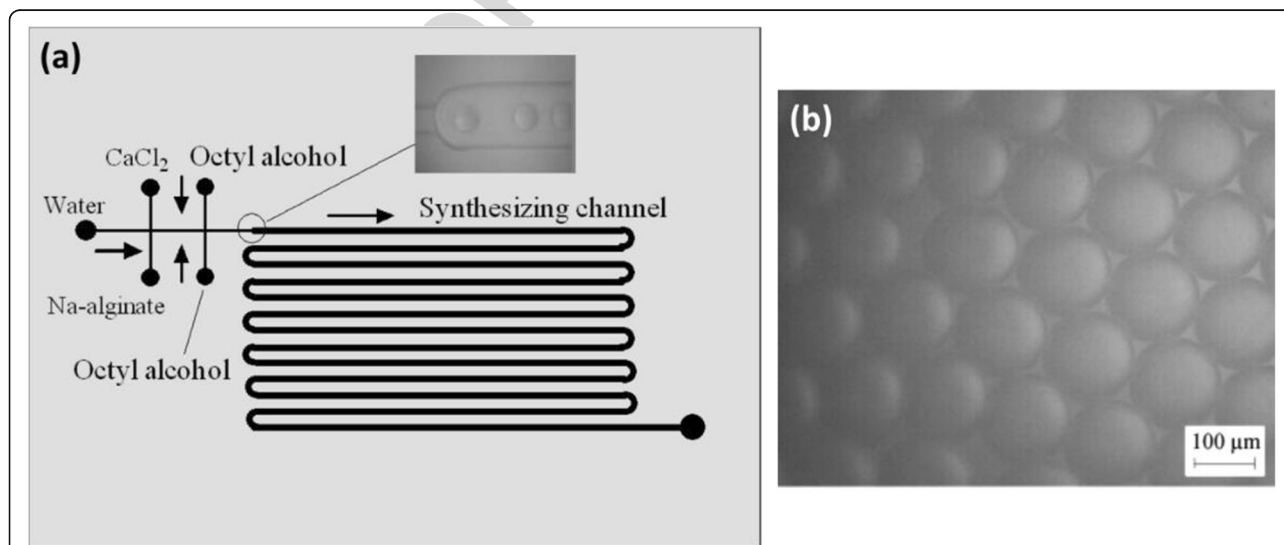 (a)
CaCl₂
Octyl alcohol
Water
Synthesizing channel
Na-alginate
Octyl alcohol
(b)
100 µm